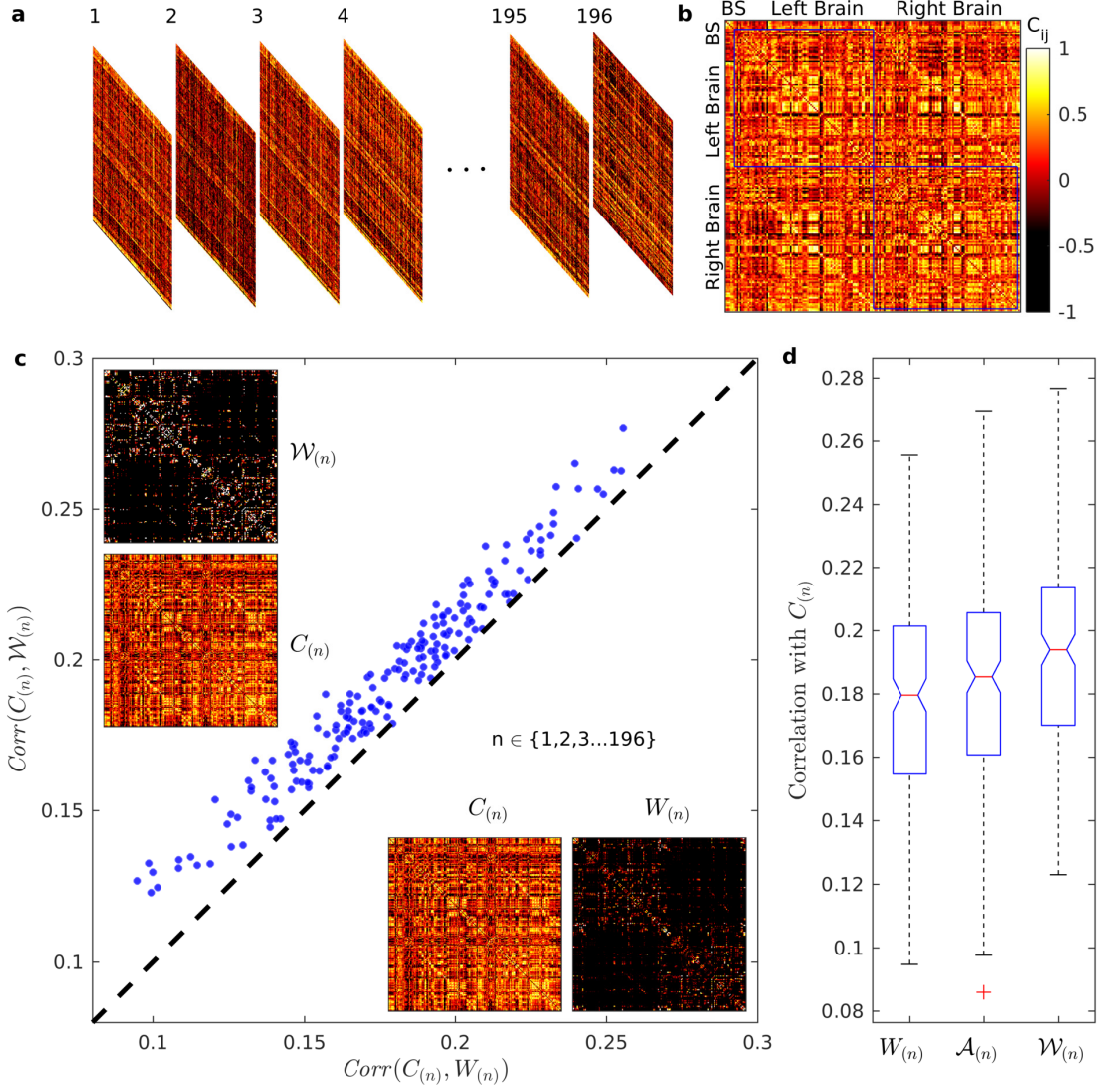 a
1 2 3 4 195 196
. . .
b
BS Left Brain Right Brain
BS
Left Brain
Right Brain
C_ij
1
0.5
0
-0.5
-1
c
0.3
0.25
0.2
0.15
0.1
Corr(C_(n), 𝒲_(n))
𝒲_(n)
C_(n)
n ∈ {1,2,3...196}
C_(n) W_(n)
0.1 0.15 0.2 0.25 0.3
Corr(C_(n), W_(n))
d
0.28
0.26
0.24
0.22
0.2
0.18
0.16
0.14
0.12
0.1
0.08
Correlation with C_(n)
W_(n) 𝒜_(n) 𝒲_(n)